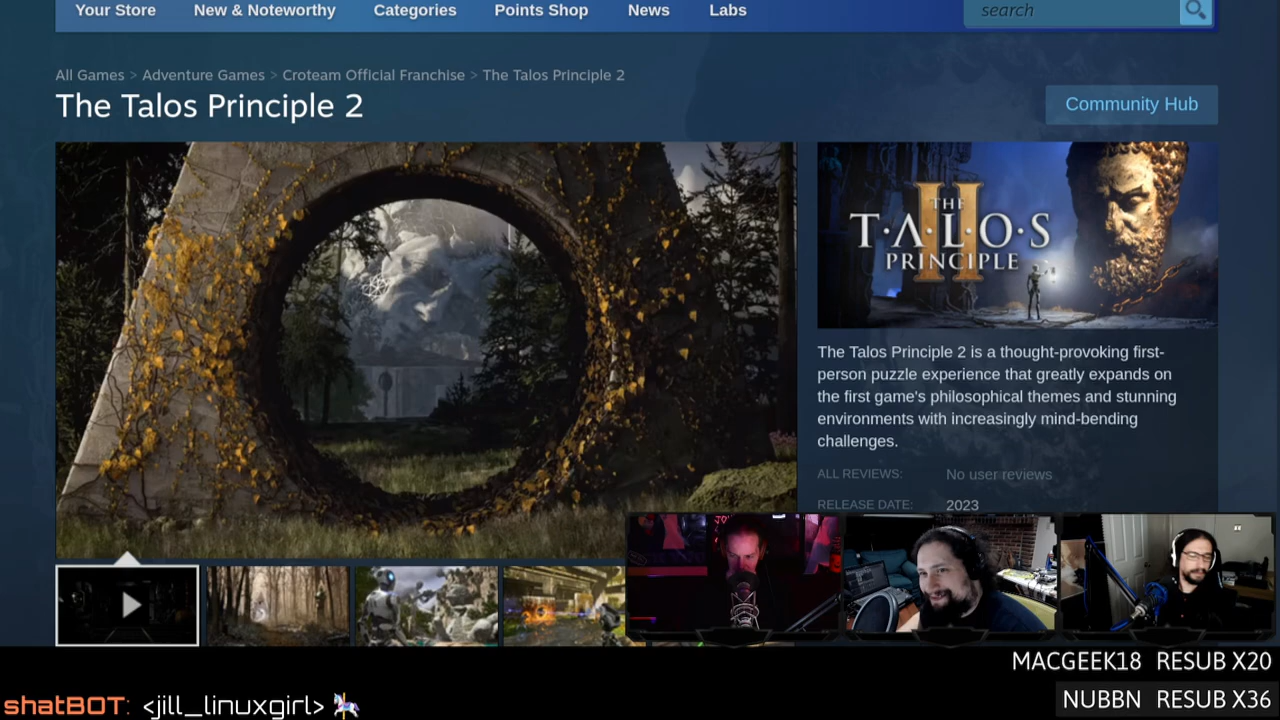 Your Store New & Noteworthy Categories Points Shop News Labs search
All Games > Adventure Games > Croteam Official Franchise > The Talos Principle 2
The Talos Principle 2
Community Hub
THE
T·A·L·O·S
II
PRINCIPLE
The Talos Principle 2 is a thought-provoking first-
person puzzle experience that greatly expands on
the first game's philosophical themes and stunning
environments with increasingly mind-bending
challenges.
ALL REVIEWS: No user reviews
RELEASE DATE: 2023
MACGEEK18 RESUB X20
shatBOT: <jill_linuxgirl> 🎠
NUBBN RESUB X36